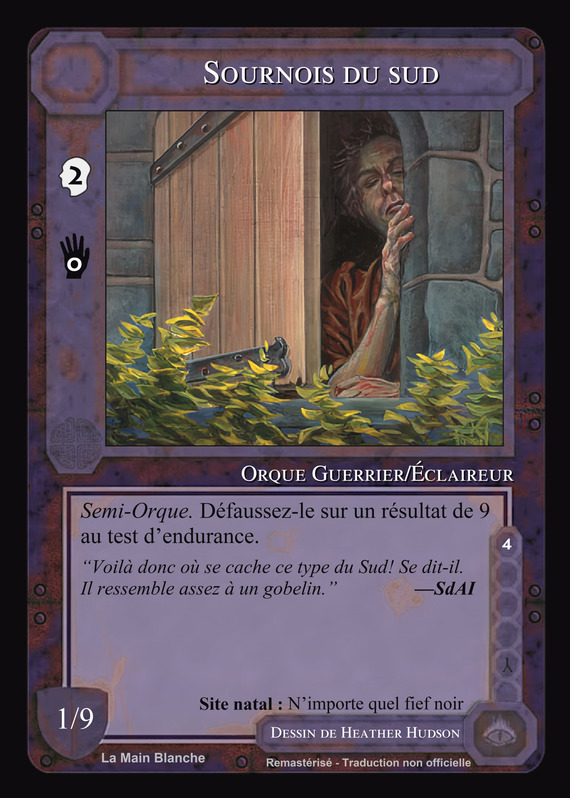 Sournois du sud
2
0
Orque Guerrier/Éclaireur
Semi-Orque. Défaussez-le sur un résultat de 9
au test d’endurance.
4
“Voilà donc où se cache ce type du Sud! Se dit-il.
Il ressemble assez à un gobelin.” —SdAI
Site natal : N’importe quel fief noir
1/9
Dessin de Heather Hudson
La Main Blanche
Remastérisé - Traduction non officielle